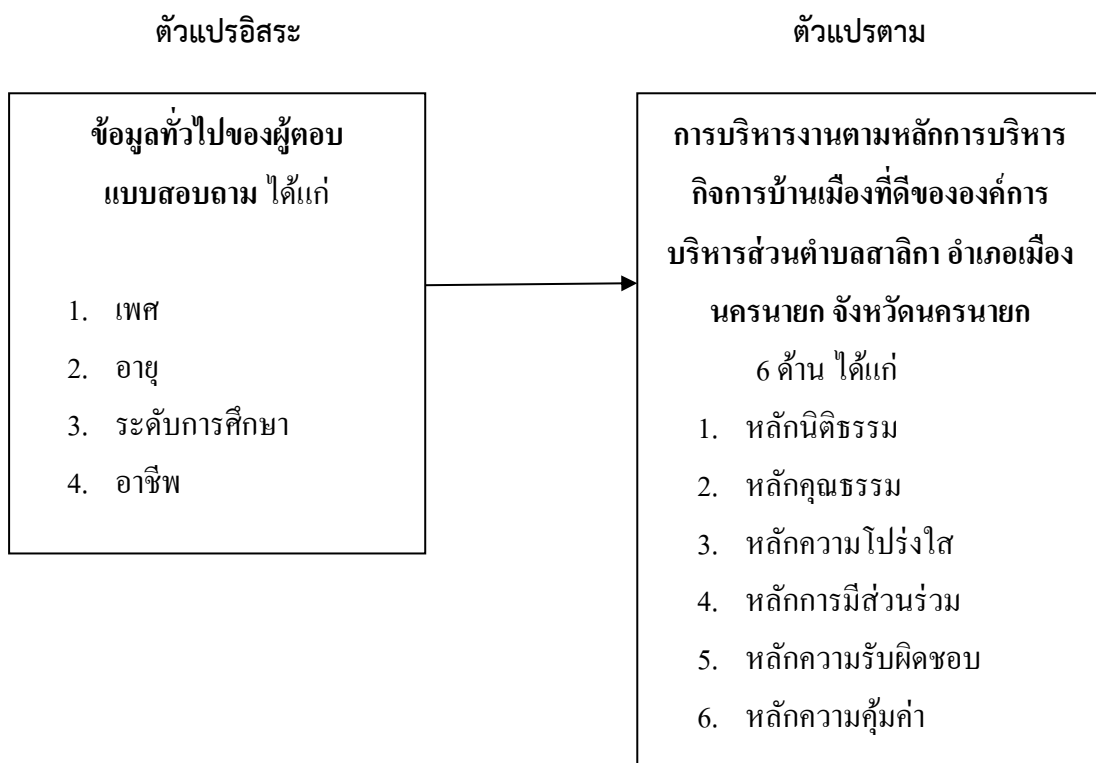 ตัวแปรอิสระ
ตัวแปรตาม
ข้อมูลทั่วไปของผู้ตอบ
แบบสอบถาม ได้แก่
1. เพศ
2. อายุ
3. ระดับการศึกษา
4. อาชีพ
การบริหารงานตามหลักการบริหาร
กิจการบ้านเมืองที่ดีขององค์การ
บริหารส่วนตำบลสาลิกา อำเภอเมือง
นครนายก จังหวัดนครนายก
6 ด้าน ได้แก่
1. หลักนิติธรรม
2. หลักคุณธรรม
3. หลักความโปร่งใส
4. หลักการมีส่วนร่วม
5. หลักความรับผิดชอบ
6. หลักความคุ้มค่า